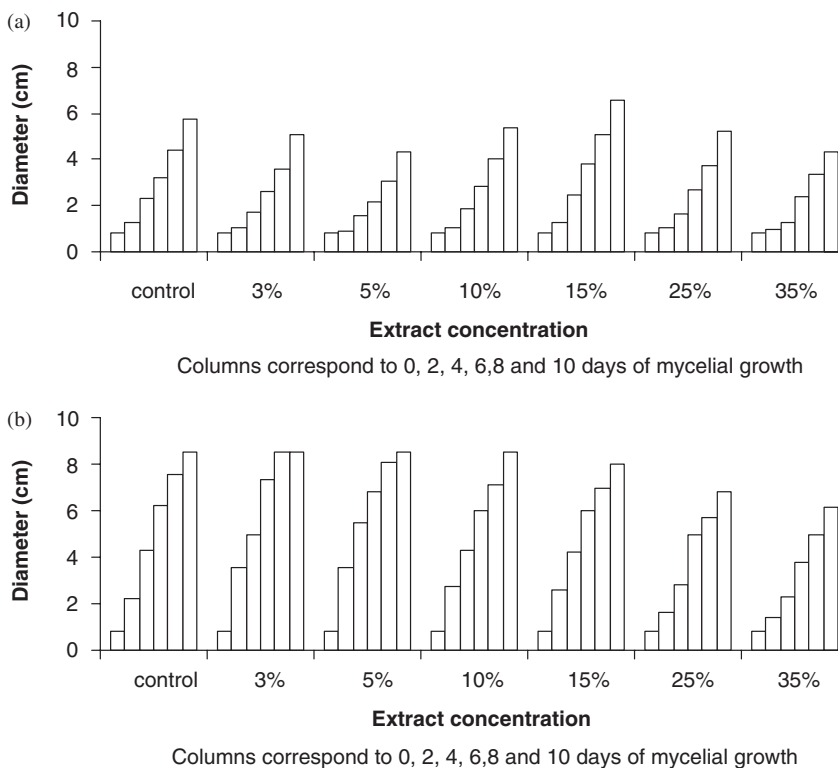 (a)
10
8
6
4
2
0
Diameter (cm)
control 3% 5% 10% 15% 25% 35%
Extract concentration
Columns correspond to 0, 2, 4, 6,8 and 10 days of mycelial growth
(b)
10
8
6
4
2
0
Diameter (cm)
control 3% 5% 10% 15% 25% 35%
Extract concentration
Columns correspond to 0, 2, 4, 6,8 and 10 days of mycelial growth